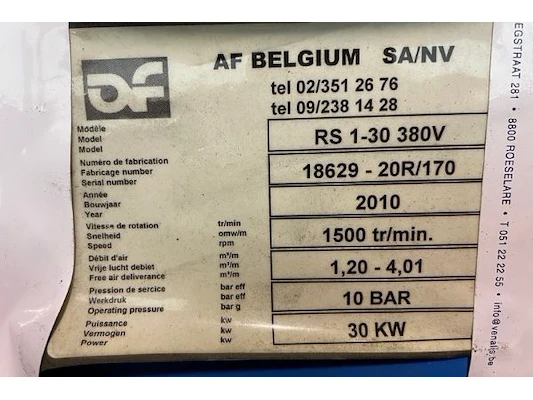 af
AF BELGIUM SA/NV
tel 02/351 26 76
tel 09/238 14 28
Modèle
Model
Model
RS 1-30 380V
Numéro de fabrication
Fabricage number
Serial number
18629 - 20R/170
Année
Bouwjaar
Year
2010
Vitesse de rotation tr/min
Snelheid omw/m
Speed rpm
1500 tr/min.
Débit d'air m³/m
Vrije lucht debiet m³/m
Free air deliverance m³/m
1,20 - 4,01
Pression de sercice bar eff
Werkdruk bar eff
Operating pressure bar g
10 BAR
Puissance kw
Vermogen kw
Power kw
30 KW
EGSTRAAT 281 • 8800 ROESELARE • T 051 22 22 55 • info@venalis.be